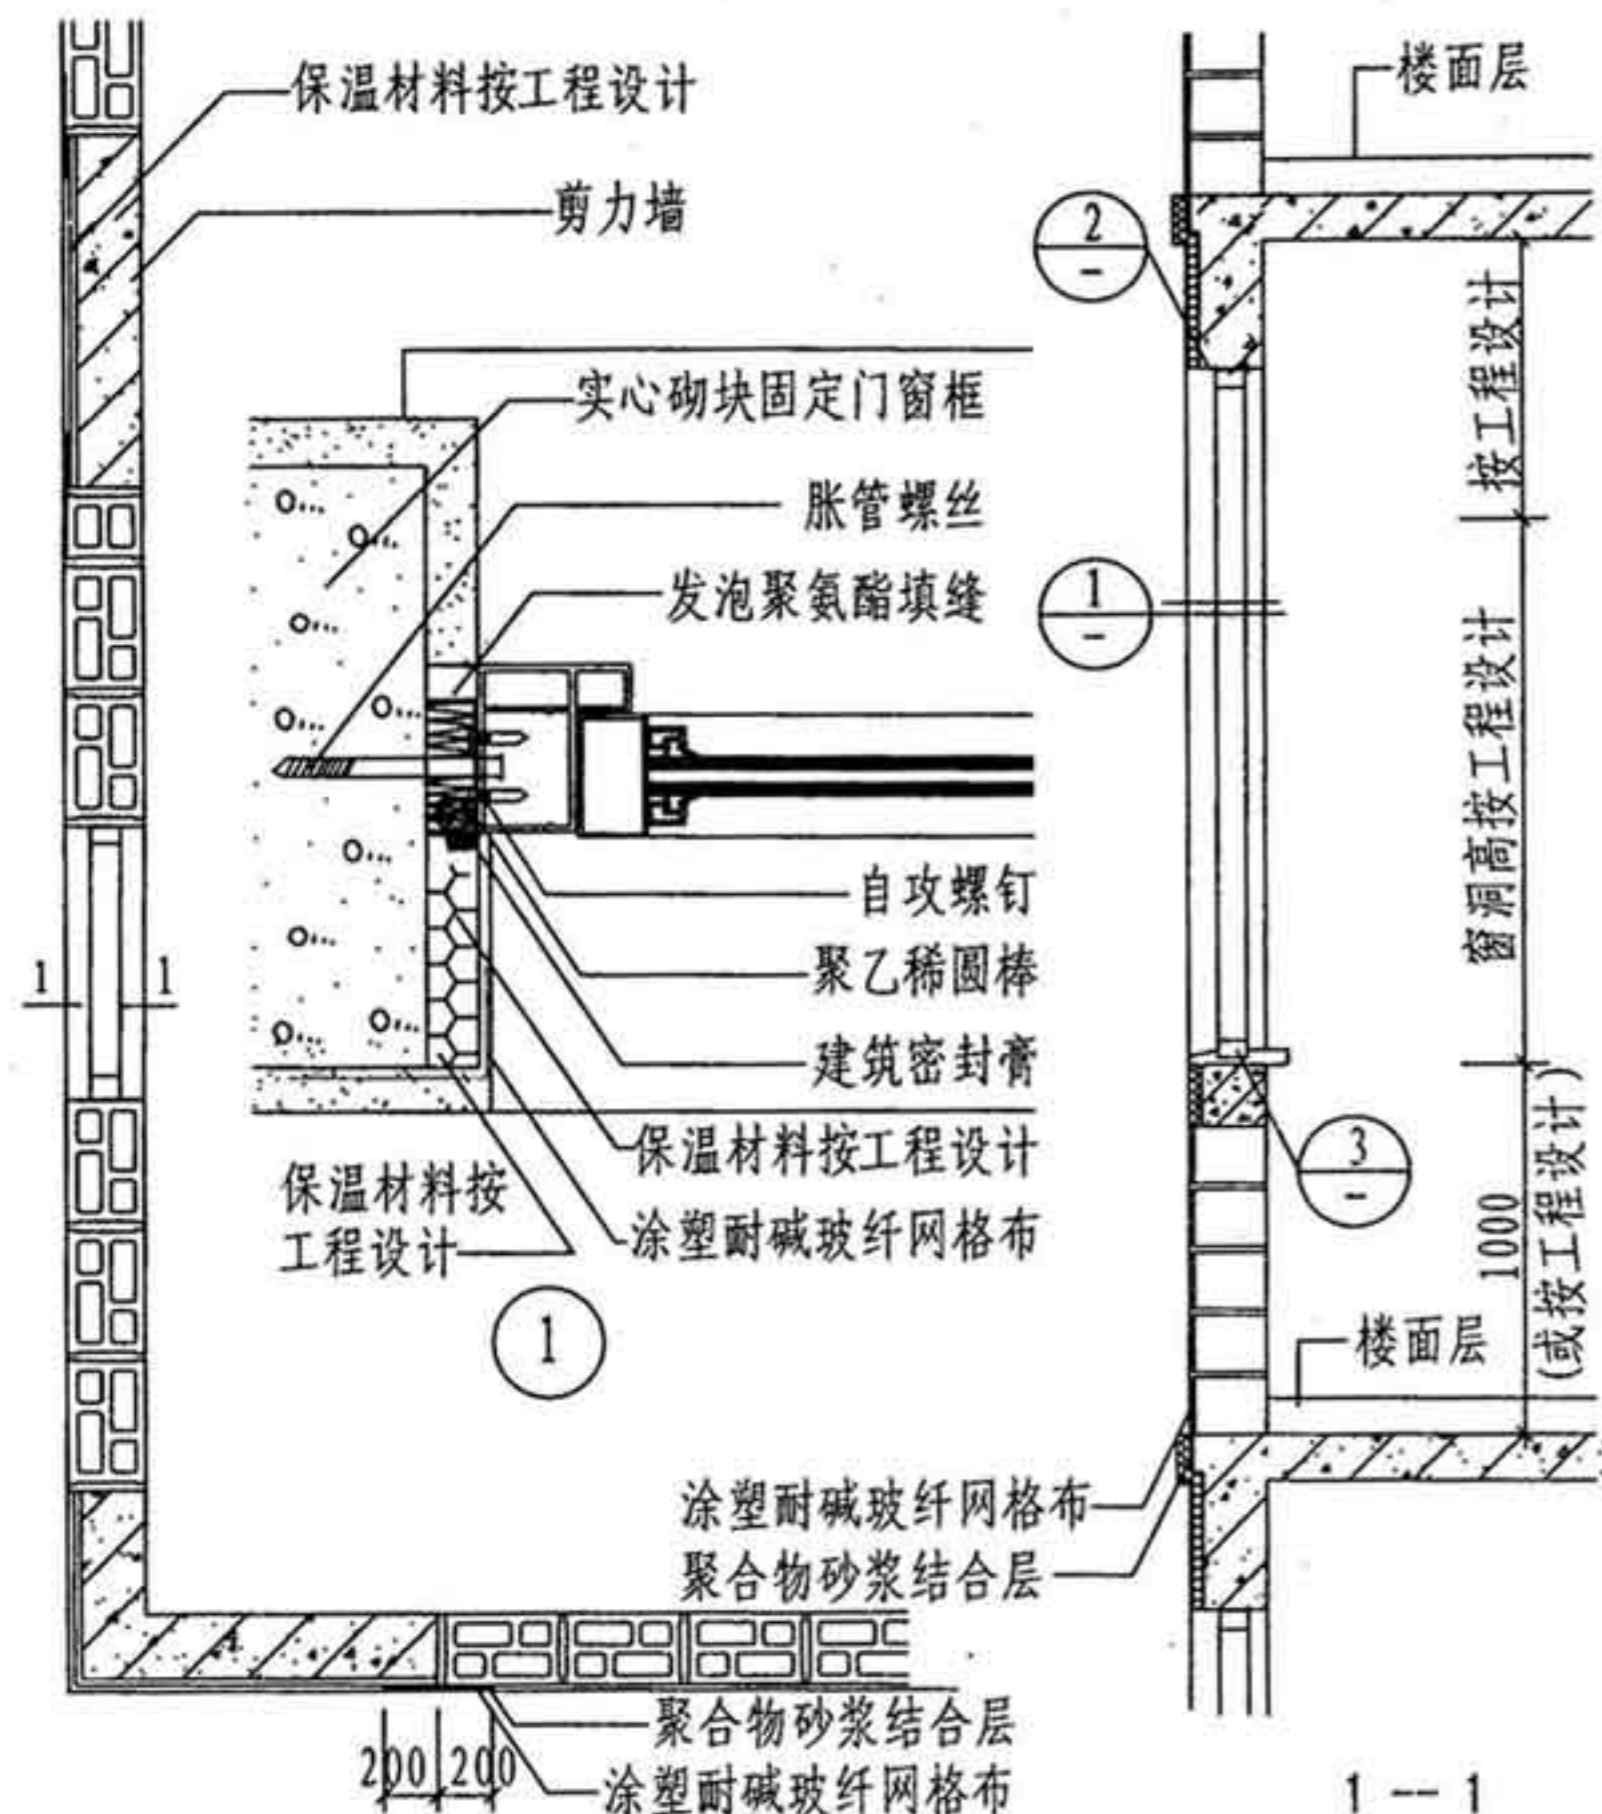 保温材料按工程设计
剪力墙
楼面层
2
-
按工程设计
实心砌块固定门窗框
胀管螺丝
发泡聚氨酯填缝
1
-
窗洞高按工程设计
自攻螺钉
聚乙稀圆棒
建筑密封膏
1 1
保温材料按工程设计
涂塑耐碱玻纤网格布
保温材料按
工程设计
3
-
1000
(或按工程设计)
1
楼面层
涂塑耐碱玻纤网格布
聚合物砂浆结合层
聚合物砂浆结合层
涂塑耐碱玻纤网格布
200 200
1 -- 1